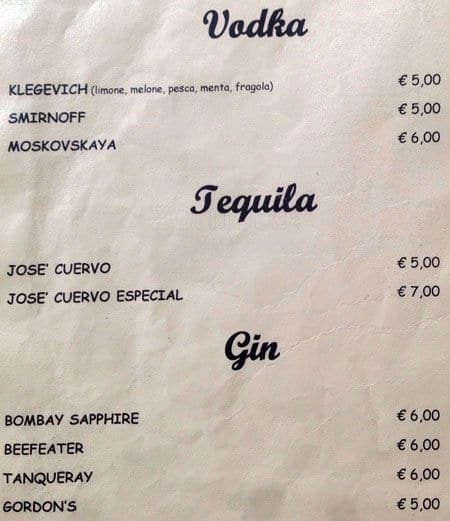 Vodka
KLEGEVICH (limone, melone, pesca, menta, fragola) € 5,00
SMIRNOFF € 5,00
MOSKOVSKAYA € 6,00
Tequila
JOSE' CUERVO € 5,00
JOSE' CUERVO ESPECIAL € 7,00
Gin
BOMBAY SAPPHIRE € 6,00
BEEFEATER € 6,00
TANQUERAY € 6,00
GORDON'S € 5,00